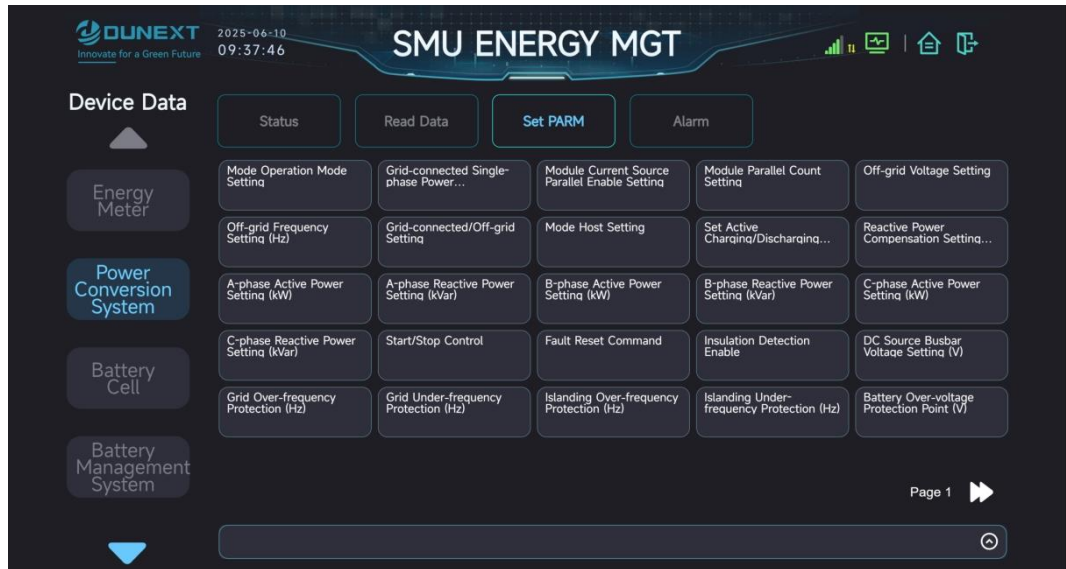 DUNEXT
Innovate for a Green Future
2025-06-10
09:37:46
SMU ENERGY MGT
Device Data
Energy
Meter
Power
Conversion
System
Battery
Cell
Battery
Management
System
Status
Read Data
Set PARM
Alarm
Mode Operation Mode
Setting
Grid-connected Single-
phase Power...
Module Current Source
Parallel Enable Setting
Module Parallel Count
Setting
Off-grid Voltage Setting
Off-grid Frequency
Setting (Hz)
Grid-connected/Off-grid
Setting
Mode Host Setting
Set Active
Charging/Discharging...
Reactive Power
Compensation Setting...
A-phase Active Power
Setting (kW)
A-phase Reactive Power
Setting (kVar)
B-phase Active Power
Setting (kW)
B-phase Reactive Power
Setting (kVar)
C-phase Active Power
Setting (kW)
C-phase Reactive Power
Setting (kVar)
Start/Stop Control
Fault Reset Command
Insulation Detection
Enable
DC Source Busbar
Voltage Setting (V)
Grid Over-frequency
Protection (Hz)
Grid Under-frequency
Protection (Hz)
Islanding Over-frequency
Protection (Hz)
Islanding Under-
frequency Protection (Hz)
Battery Over-voltage
Protection Point (V)
Page 1